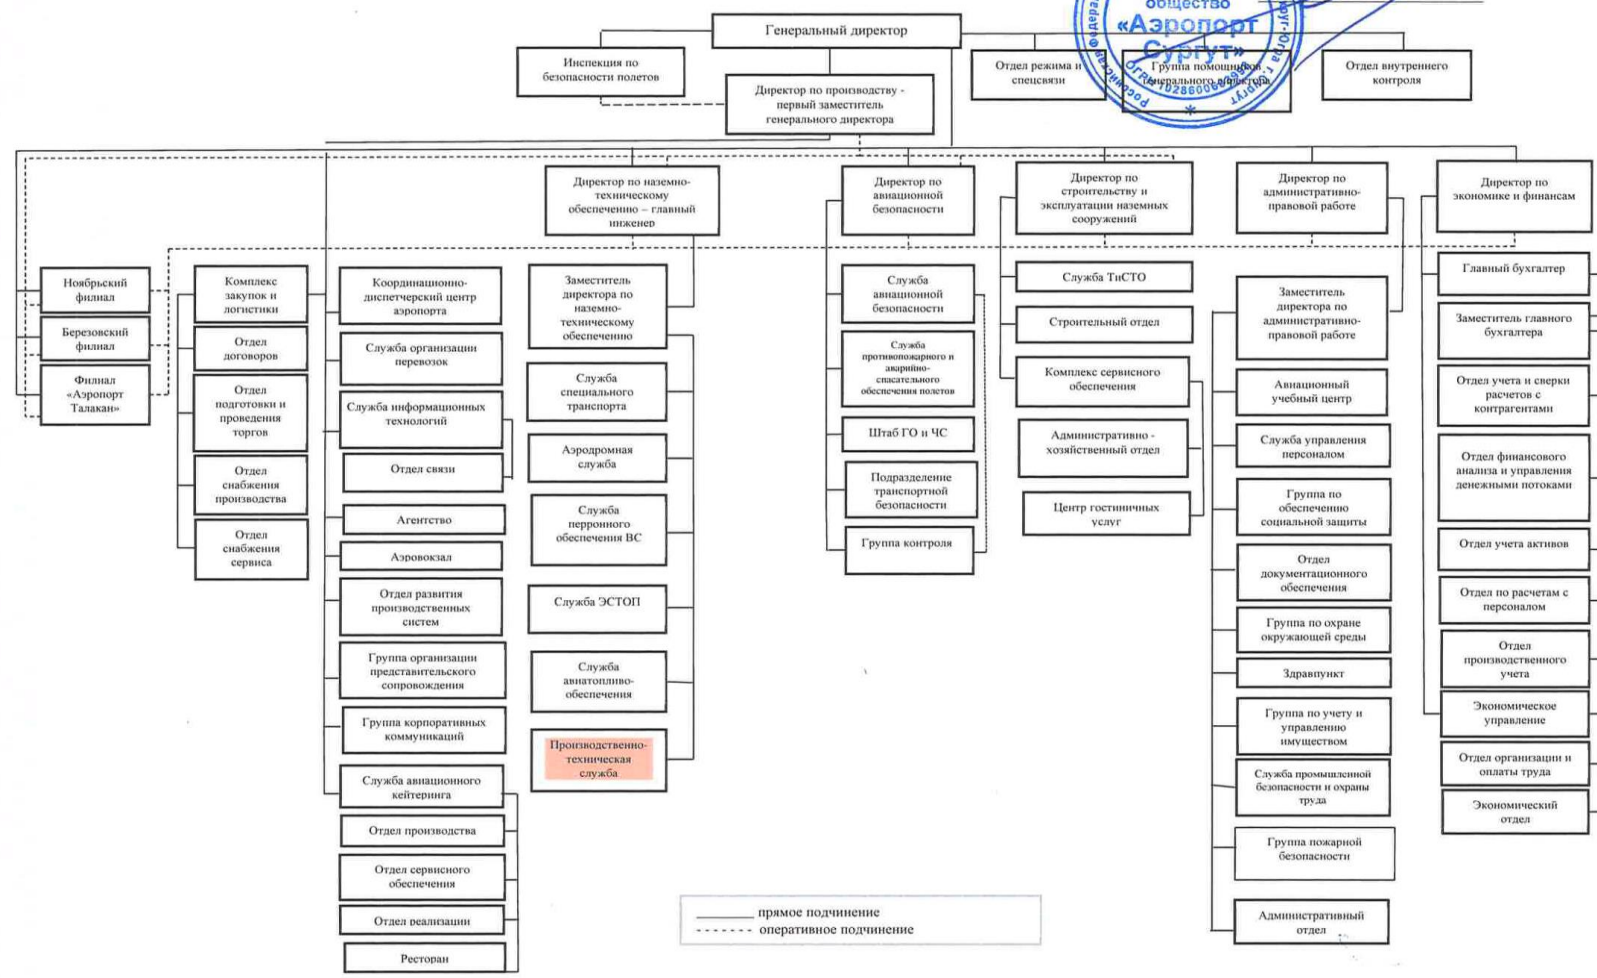 общество
«Аэропорт
Сургут»
Российская Федера
г.Сургут
Генеральный директор
Инспекция по
безопасности полетов
Директор по производству -
первый заместитель
генерального директора
Отдел режима и
спецсвязи
Группа помощников
генерального директора
Отдел внутреннего
контроля
Директор по наземно-
техническому
обеспечению – главный
инженер
Директор по
авиационной
безопасности
Директор по
строительству и
эксплуатации наземных
сооружений
Директор по
административно-
правовой работе
Директор по
экономике и финансам
Ноябрьский
филиал
Березовский
филиал
Филиал
«Аэропорт
Талакан»
Комплекс
закупок и
логистики
Отдел
договоров
Отдел
подготовки и
проведения
торгов
Отдел
снабжения
производства
Отдел
снабжения
сервиса
Координационно-
диспетчерский центр
аэропорта
Служба организации
перевозок
Служба информационных
технологий
Отдел связи
Агентство
Аэровокзал
Отдел развития
производственных
систем
Группа организации
представительского
сопровождения
Группа корпоративных
коммуникаций
Служба авиационного
кейтеринга
Отдел производства
Отдел сервисного
обеспечения
Отдел реализации
Ресторан
Заместитель
директора по
наземно-
техническому
обеспечению
Служба
специального
транспорта
Аэродромная
служба
Служба
перронного
обеспечения ВС
Служба ЭСТОП
Служба
авиатопливо-
обеспечения
Производственно-
техническая
служба
Служба
авиационной
безопасности
Служба
противопожарного и
аварийно-
спасательного
обеспечения полетов
Штаб ГО и ЧС
Подразделение
транспортной
безопасности
Группа контроля
Служба ТиСТО
Строительный отдел
Комплекс сервисного
обеспечения
Административно -
хозяйственный отдел
Центр гостиничных
услуг
Заместитель
директора по
административно-
правовой работе
Авиационный
учебный центр
Служба управления
персоналом
Группа по
обеспечению
социальной защиты
Отдел
документационного
обеспечения
Группа по охране
окружающей среды
Здравпункт
Группа по учету и
управлению
имуществом
Служба промышленной
безопасности и охраны
труда
Группа пожарной
безопасности
Административный
отдел
Главный бухгалтер
Заместитель главного
бухгалтера
Отдел учета и сверки
расчетов с
контрагентами
Отдел финансового
анализа и управления
денежными потоками
Отдел учета активов
Отдел по расчетам с
персоналом
Отдел
производственного
учета
Экономическое
управление
Отдел организации и
оплаты труда
Экономический
отдел
прямое подчинение
оперативное подчинение